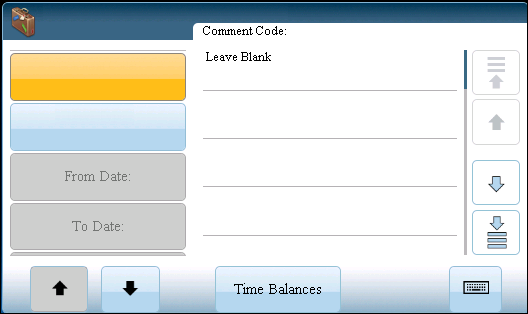 Comment Code:
Leave Blank
From Date:
To Date:
Time Balances